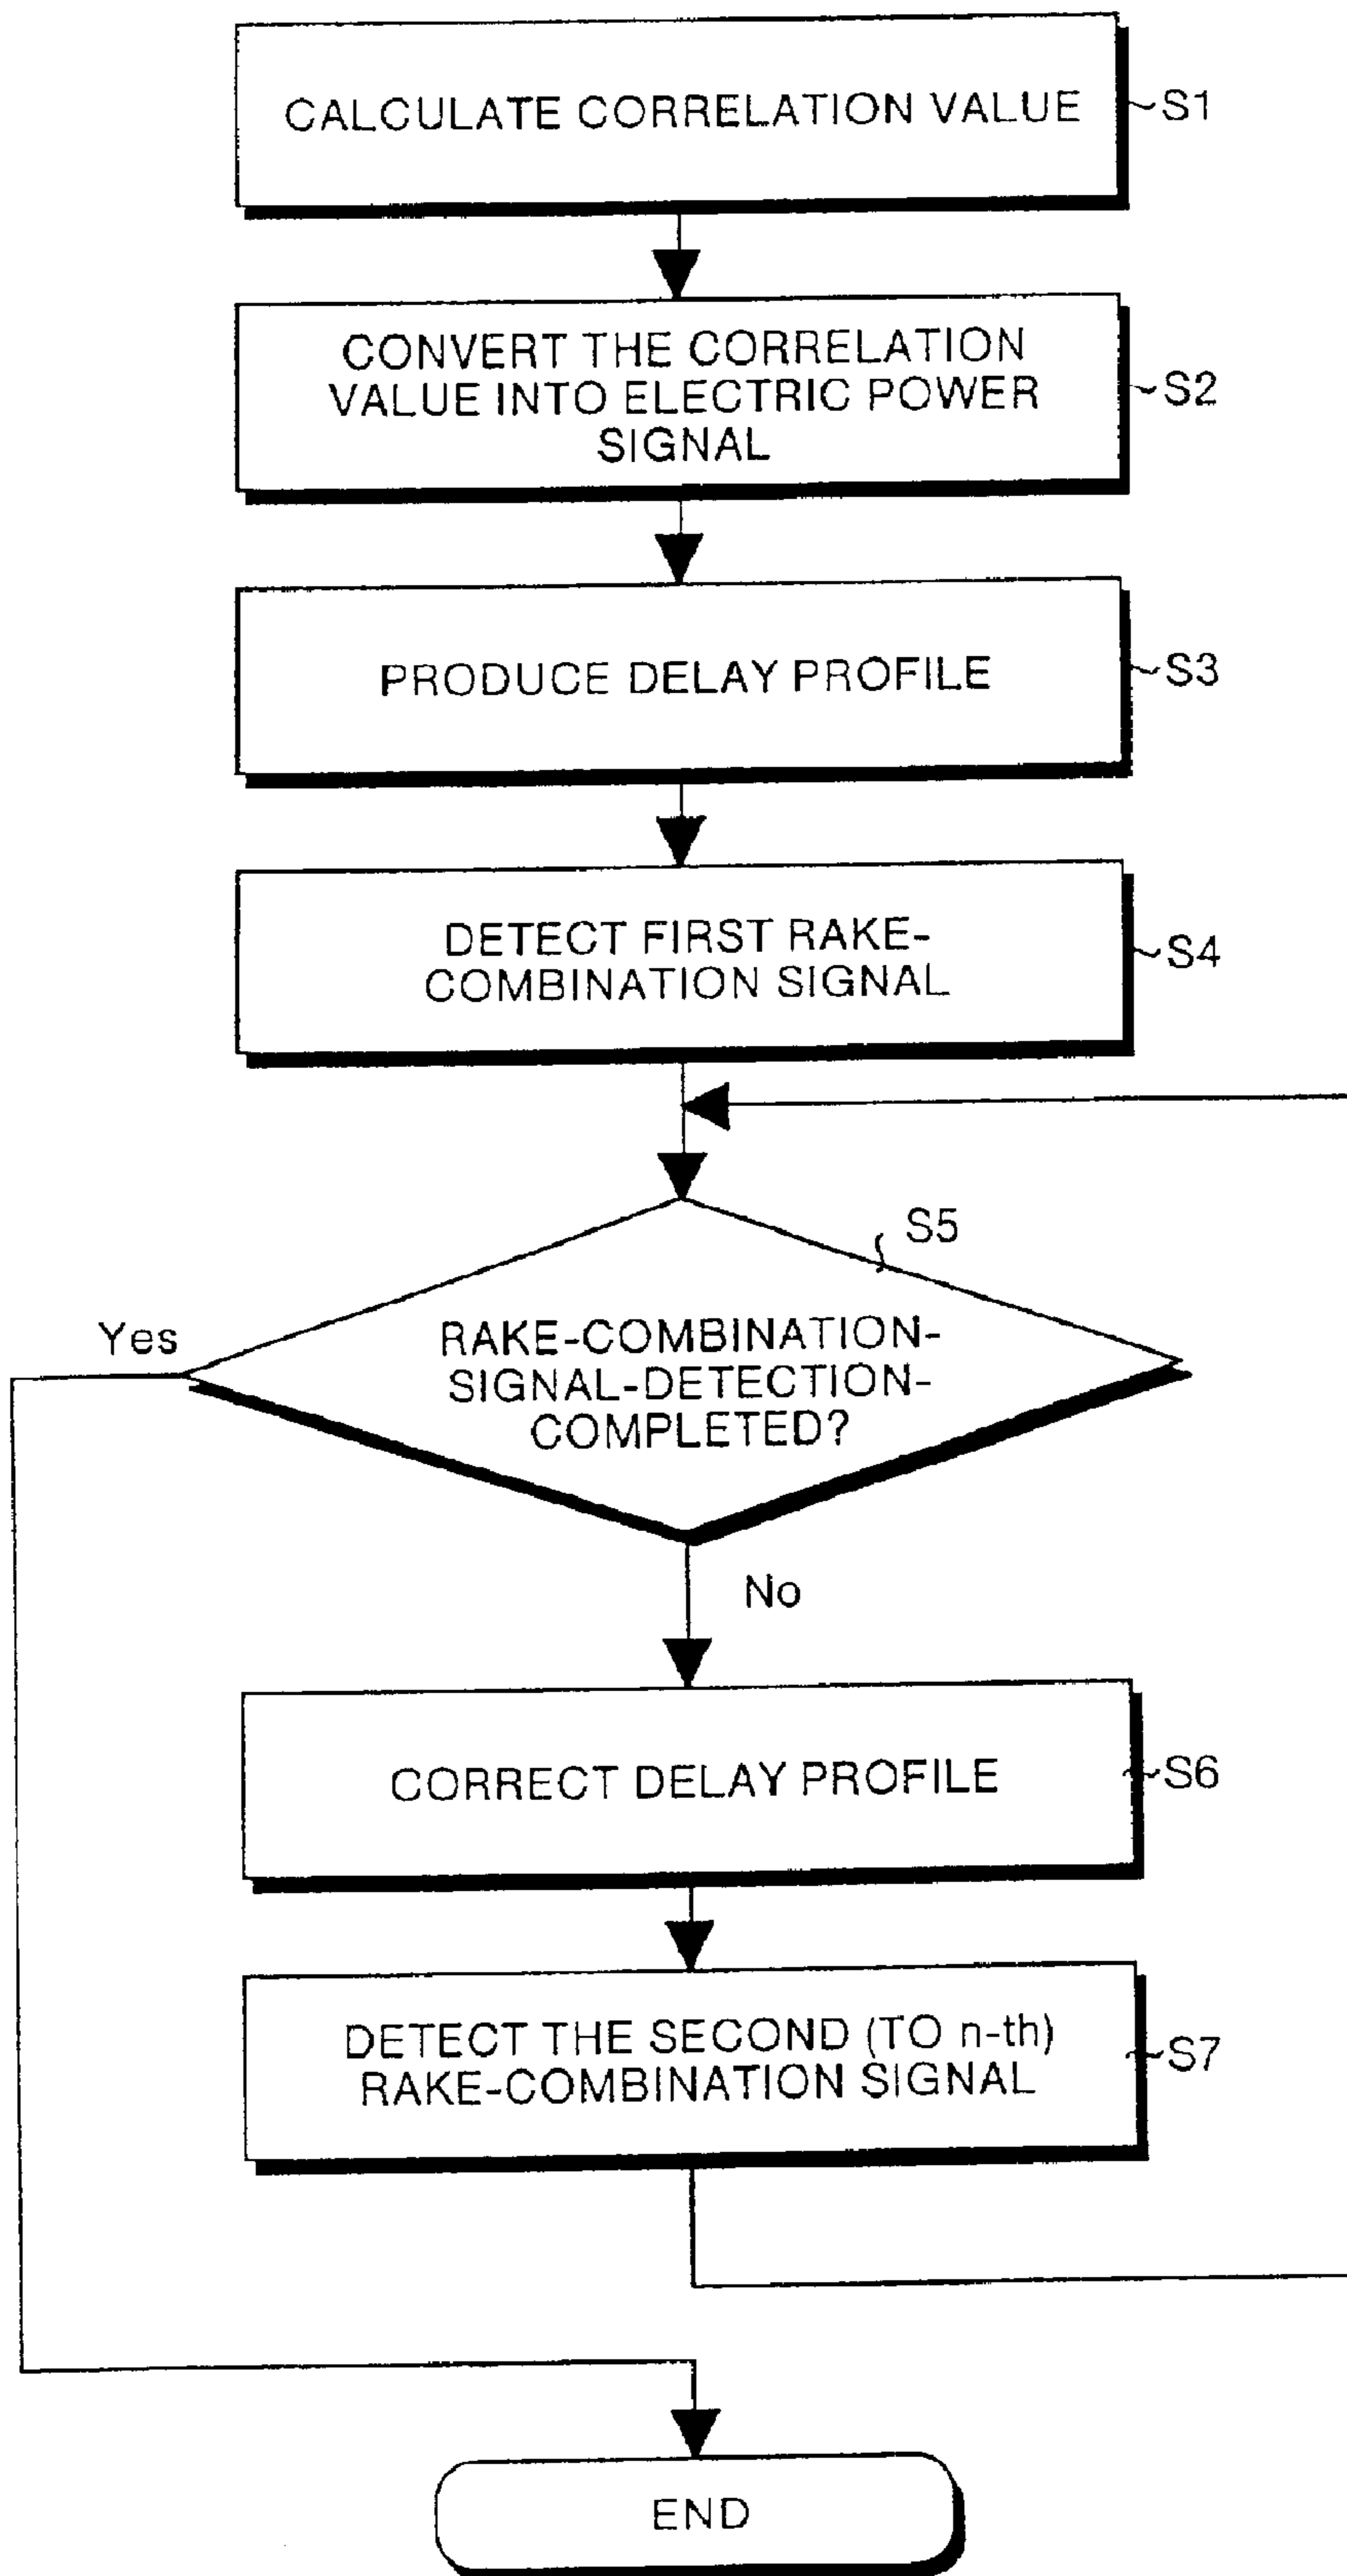 CALCULATE CORRELATION VALUE
S1
CONVERT THE CORRELATION
VALUE INTO ELECTRIC POWER
SIGNAL
S2
PRODUCE DELAY PROFILE
S3
DETECT FIRST RAKE-
COMBINATION SIGNAL
S4
S5
Yes
RAKE-COMBINATION-
SIGNAL-DETECTION-
COMPLETED?
No
CORRECT DELAY PROFILE
S6
DETECT THE SECOND (TO n-th)
RAKE-COMBINATION SIGNAL
S7
END